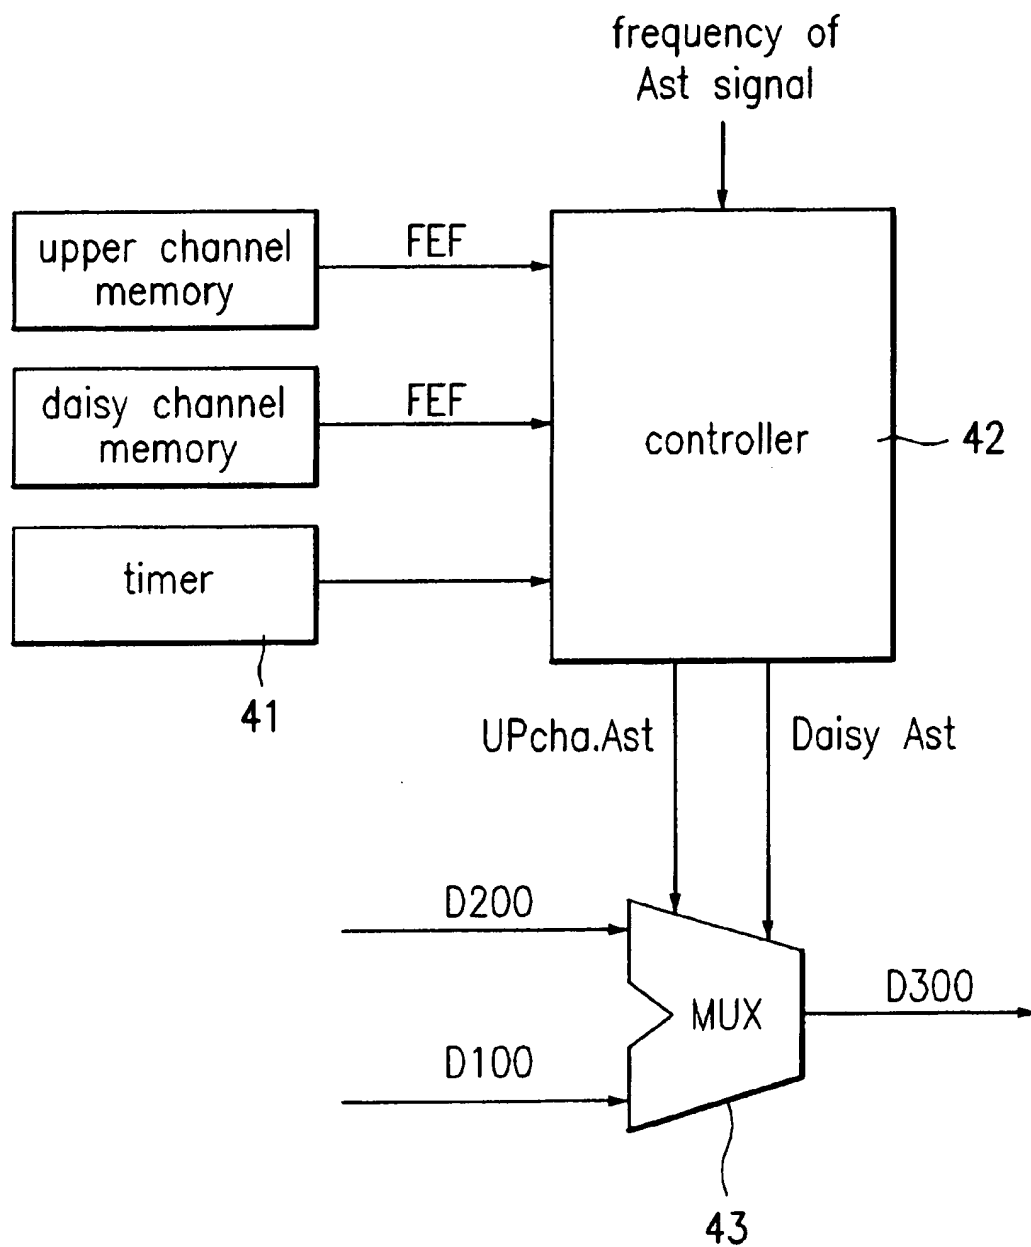 frequency of
Ast signal
upper channel
memory
FEF
daisy channel
memory
FEF
controller
42
timer
41
UPcha.Ast
Daisy Ast
D200
MUX
D300
D100
43